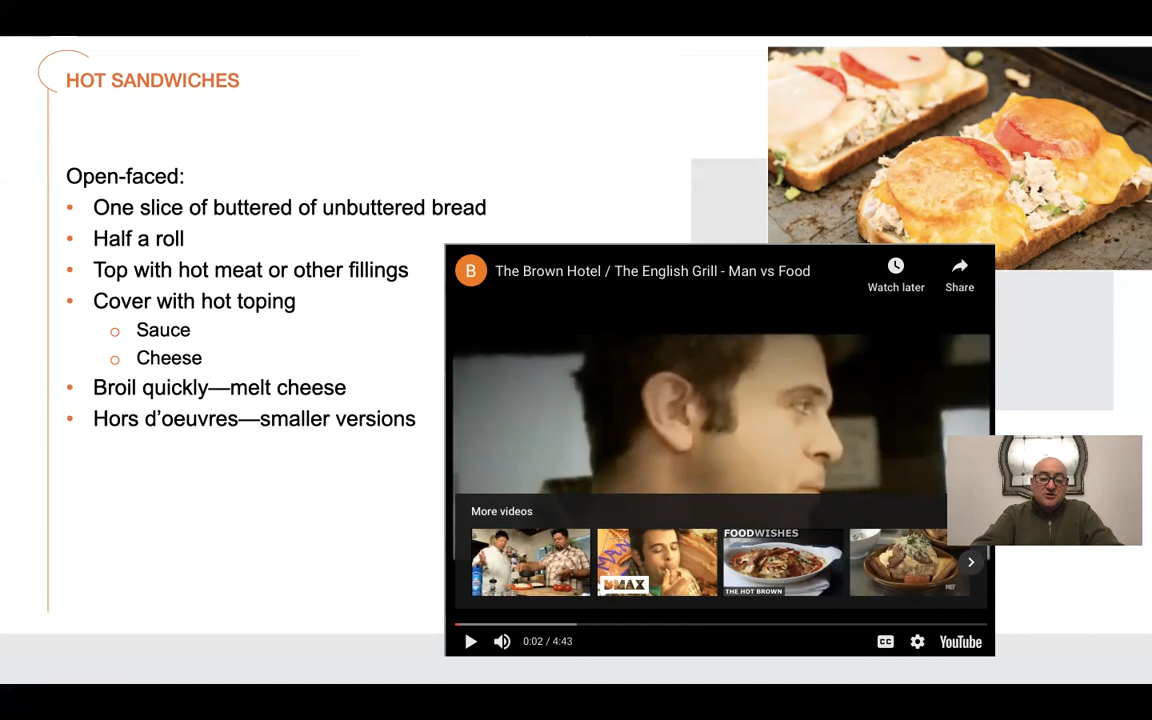 HOT SANDWICHES
Open-faced:
• One slice of buttered of unbuttered bread
• Half a roll
• Top with hot meat or other fillings
• Cover with hot toping
o Sauce
o Cheese
• Broil quickly—melt cheese
• Hors d’oeuvres—smaller versions
B
The Brown Hotel / The English Grill - Man vs Food
Watch later
Share
More videos
MAN
DMAX
FOODWISHES
THE HOT BROWN
0:02 / 4:43
CC
YouTube